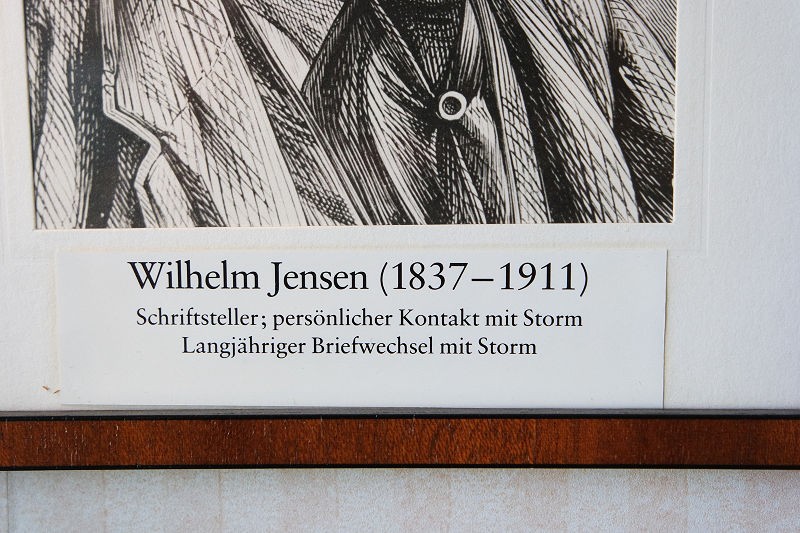 Wilhelm Jensen (1837–1911)
Schriftsteller; persönlicher Kontakt mit Storm
Langjähriger Briefwechsel mit Storm